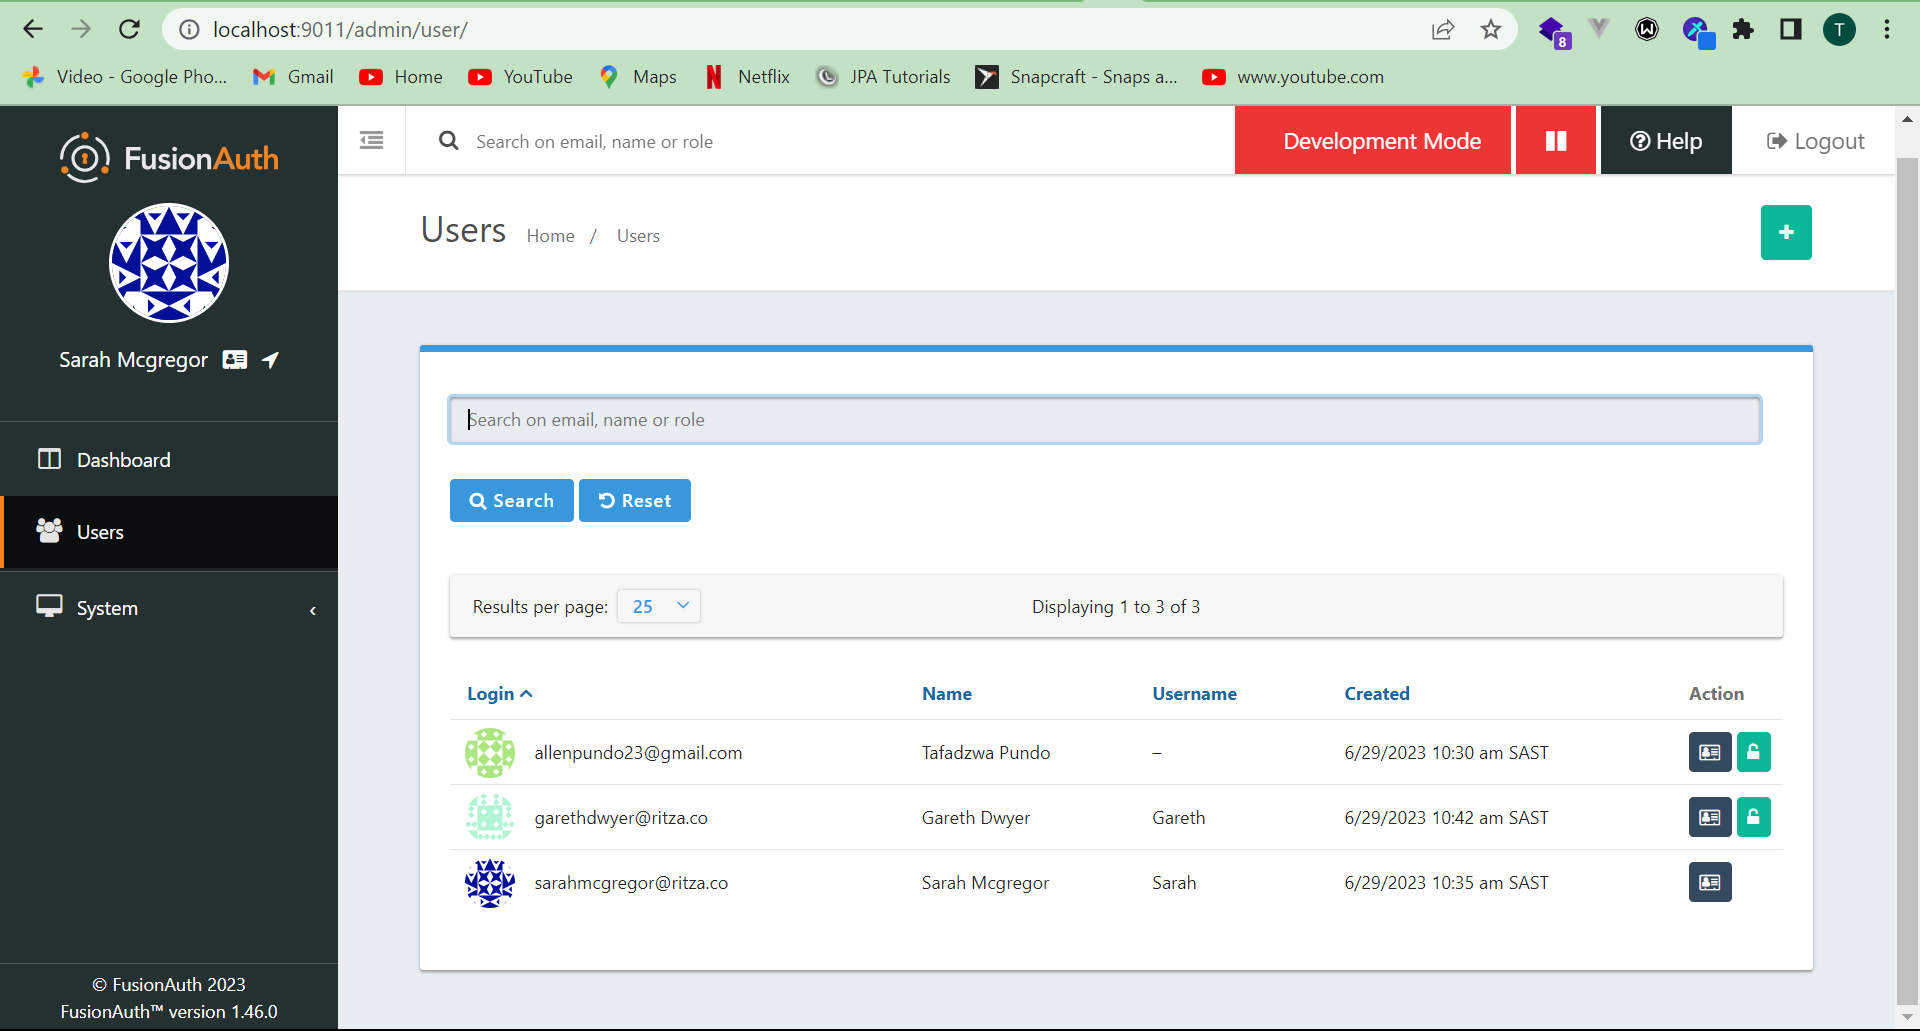 localhost:9011/admin/user/
8
T
Video - Google Pho...
Gmail
Home
YouTube
Maps
Netflix
JPA Tutorials
Snapcraft - Snaps a...
www.youtube.com
FusionAuth
Search on email, name or role
Development Mode
Help
Logout
Sarah Mcgregor
Dashboard
Users
System
© FusionAuth 2023
FusionAuth™ version 1.46.0
Users
Home / Users
Search on email, name or role
Search
Reset
Results per page: 25
Displaying 1 to 3 of 3
Login Name Username Created Action
allenpundo23@gmail.com Tafadzwa Pundo – 6/29/2023 10:30 am SAST
garethdwyer@ritza.co Gareth Dwyer Gareth 6/29/2023 10:42 am SAST
sarahmcgregor@ritza.co Sarah Mcgregor Sarah 6/29/2023 10:35 am SAST